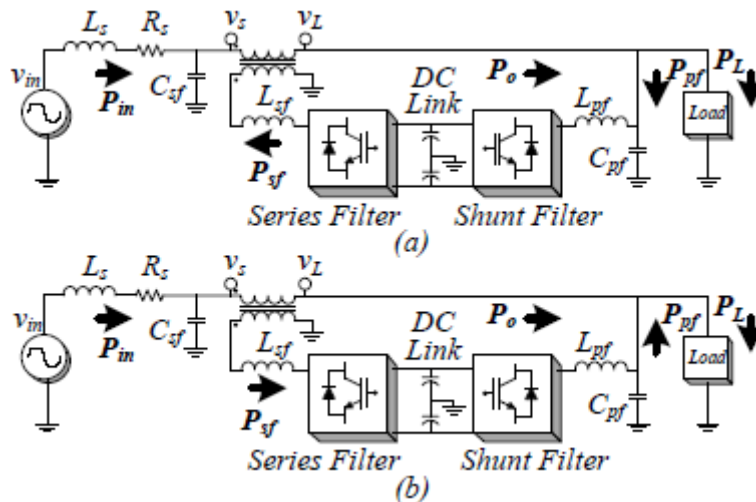 Ls Rs vs vL
vin Pin Csf Lsf DC Link Po Lpf Ppf PL
Load
Psf Cpf
Series Filter Shunt Filter
(a)
Ls Rs vs vL
vin Pin Csf Lsf DC Link Po Lpf Ppf PL
Load
Psf Cpf
Series Filter Shunt Filter
(b)